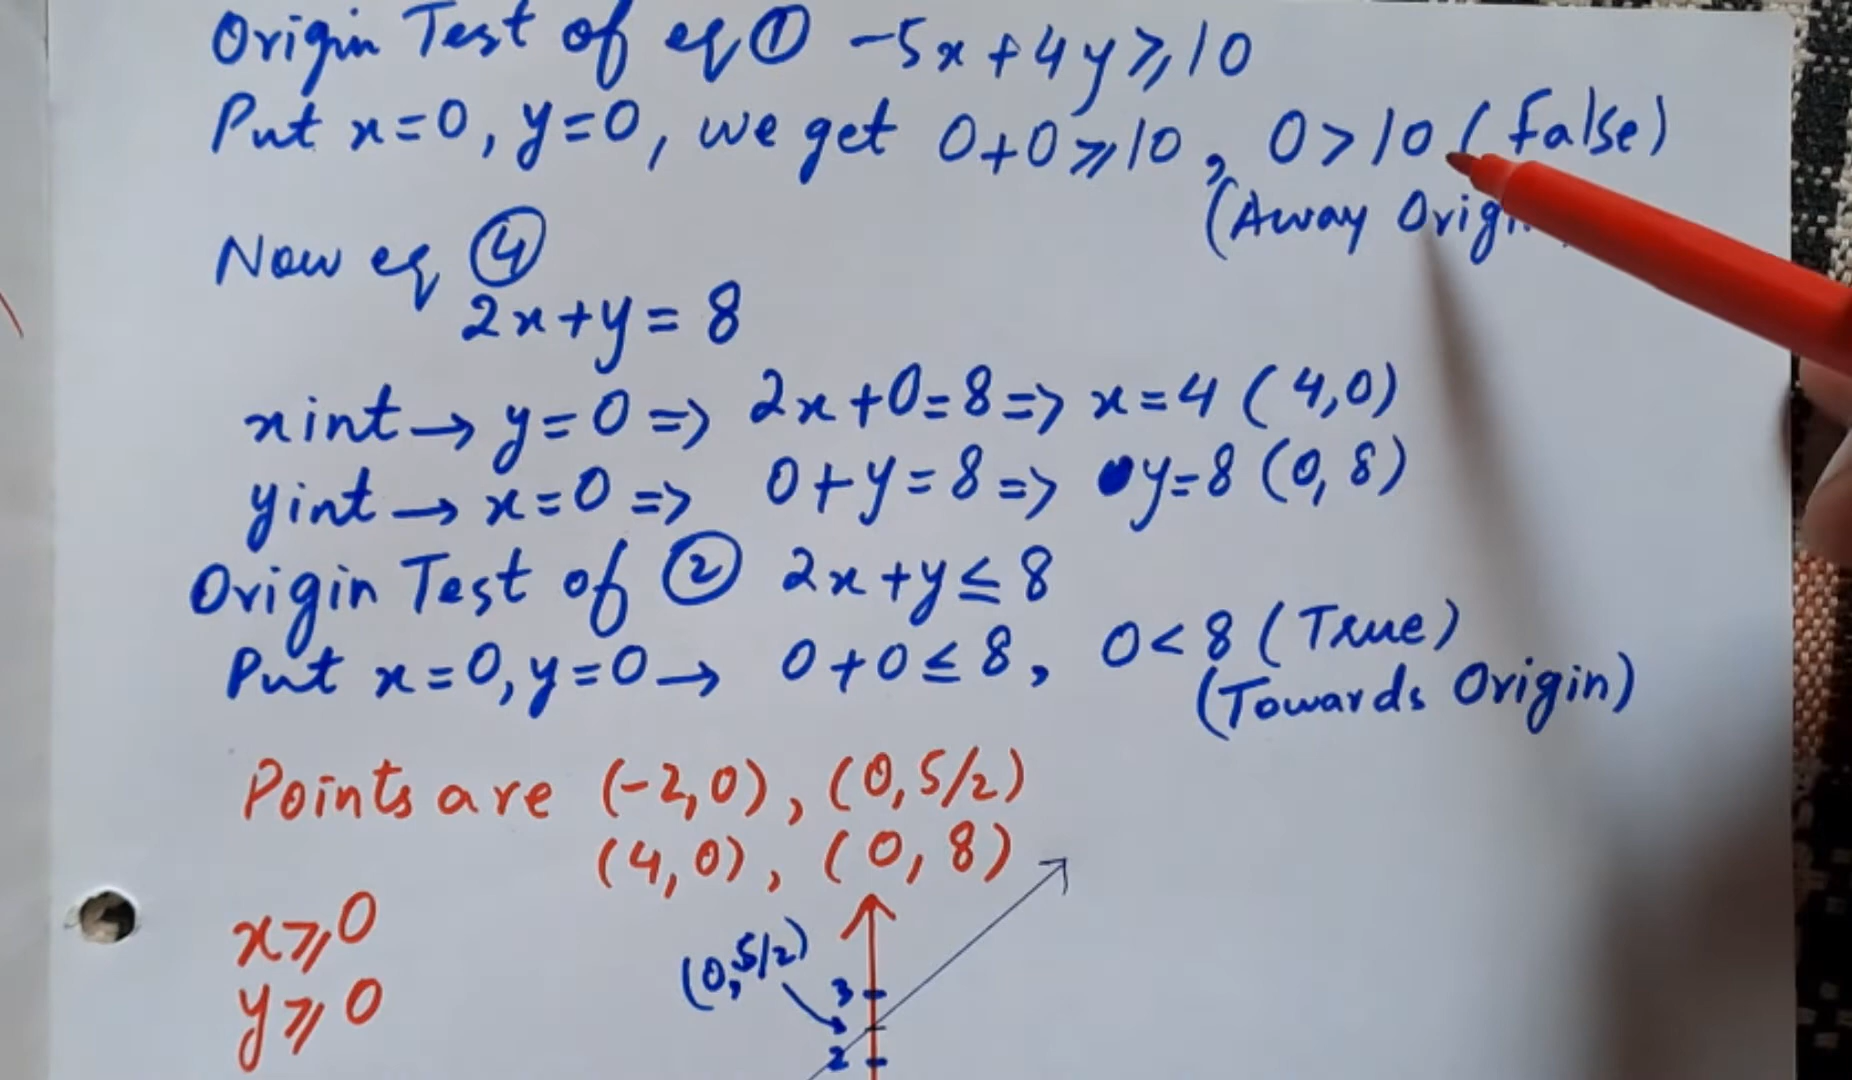 Origin Test of eq ① -5x+4y⩾10
Put x=0, y=0, we get 0+0⩾10, 0>10 (False)
(Away
Now eq ④
2x+y=8
xint→ y=0 => 2x+0=8 => x=4 (4,0)
yint→ x=0 => 0+y=8 => y=8 (0,8)
Origin Test of ② 2x+y≤8
Put x=0, y=0→ 0+0≤8, 0<8 (True)
(Towards Origin)
Points are (-2,0), (0,5/2)
(4,0), (0,8)
x⩾0
y⩾0
(0,5/2)
3
2